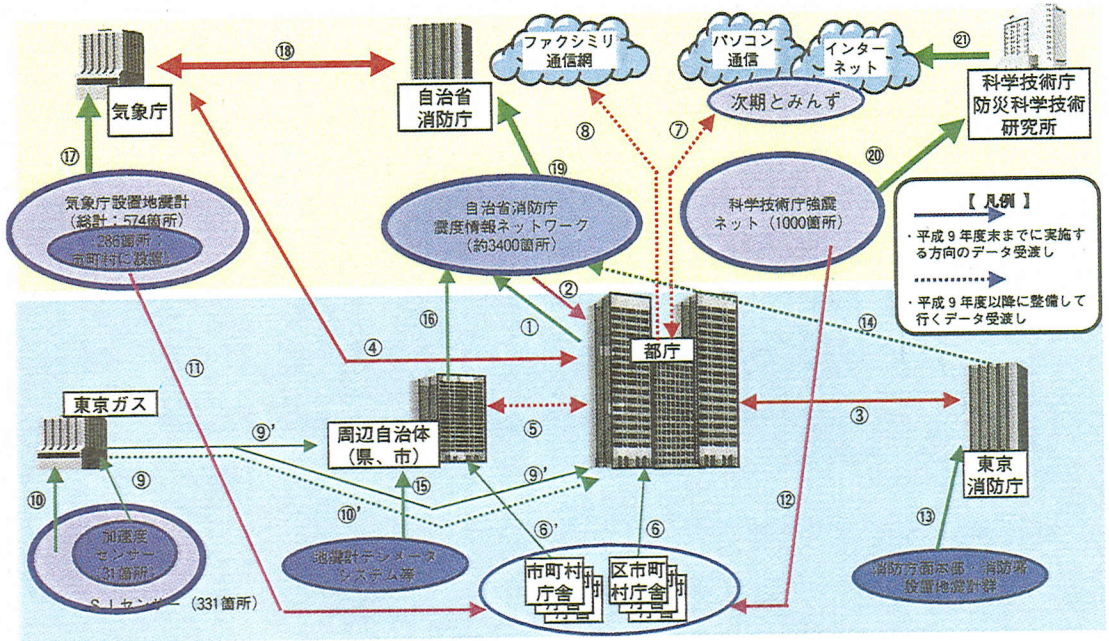 ⑱
ファクシミリ
通信網
パソコン
通信
インター
ネット
次期とみんず
㉑
気象庁
自治省
消防庁
科学技術庁
防災科学技術
研究所
⑰
⑧
⑦
⑲
⑳
気象庁設置地震計
(総計:574箇所)
286箇所:
市町村に設置
自治省消防庁
震度情報ネットワーク
(約3400箇所)
科学技術庁強震
ネット(1000箇所)
【 凡例 】
・平成9年度末までに実施す
る方向のデータ受渡し
・平成9年度以降に整備して
行くデータ受渡し
②
⑯
①
⑭
④
都庁
⑪
東京ガス
③
⑨’
周辺自治体
(県、市)
⑤
⑨’
東京
消防庁
⑩
⑨
⑩’
⑮
⑫
⑬
加速度
センサー
31箇所
SIセンサー(331箇所)
地震計テレメータ
システム等
⑥’
⑥
市町村
庁舎
区市町
村庁舎
消防方面本部・消防署
設置地震計群